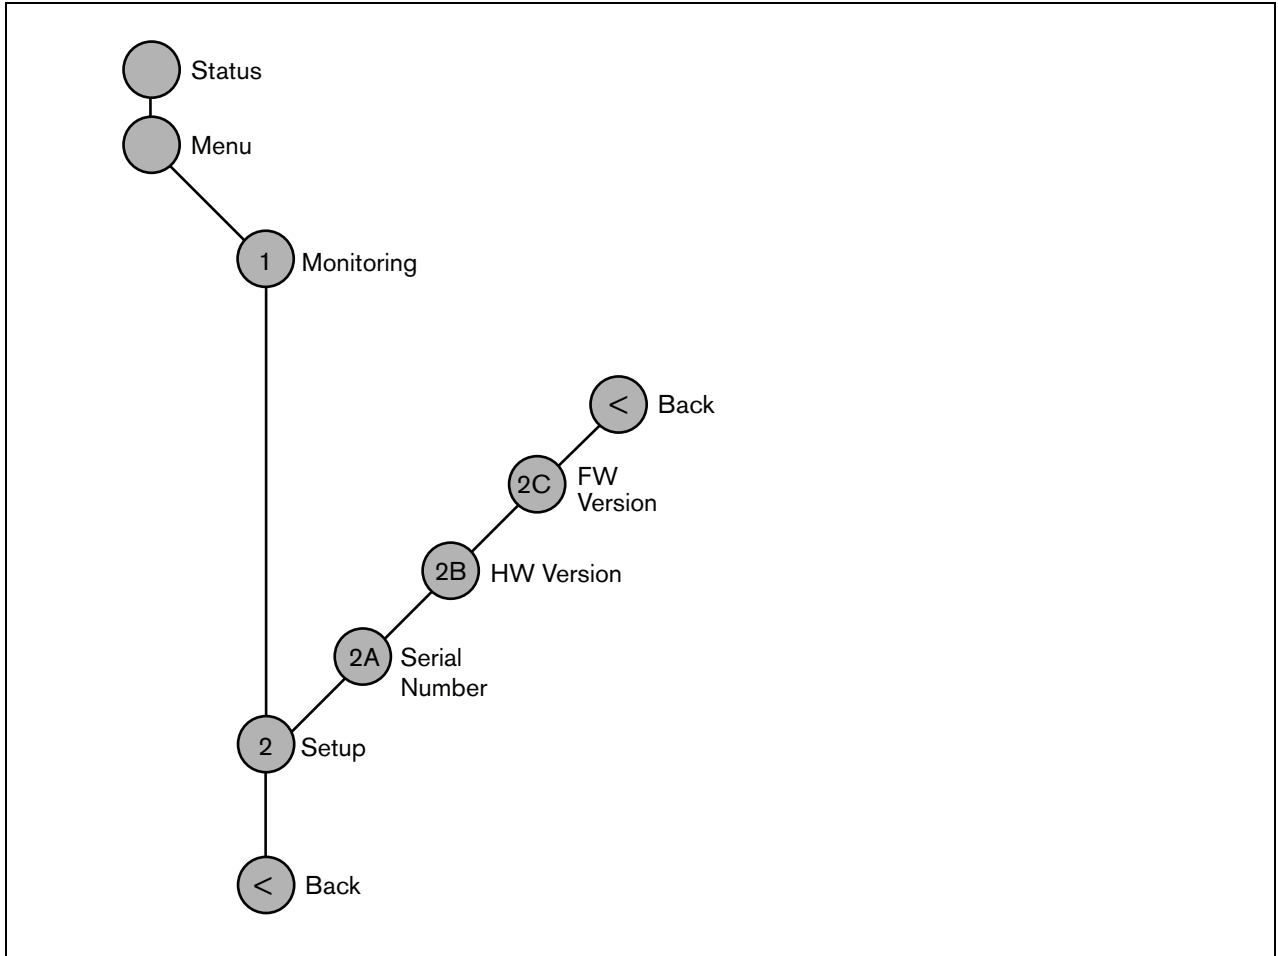 Status
Menu
1 Monitoring
< Back
2C FW
Version
2B HW Version
2A Serial
Number
2 Setup
< Back